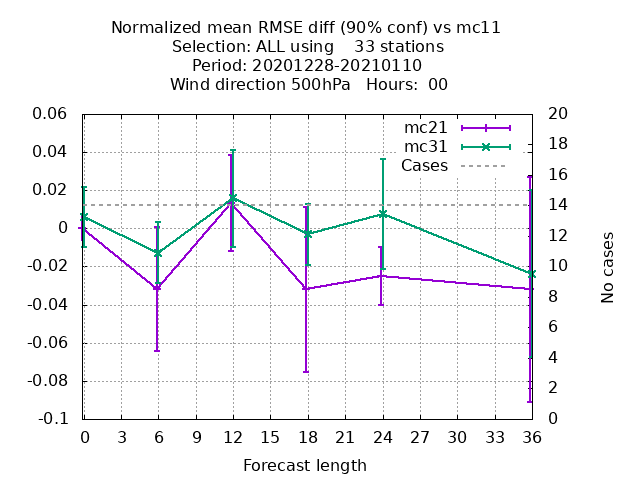 Normalized mean RMSE diff (90% conf) vs mc11
Selection: ALL using    33 stations
Period: 20201228-20210110
Wind direction 500hPa   Hours:  00
mc21
mc31
Cases
0.06
0.04
0.02
0
-0.02
-0.04
-0.06
-0.08
-0.1
20
18
16
14
12
10
8
6
4
2
0
No cases
0 3 6 9 12 15 18 21 24 27 30 33 36
Forecast length